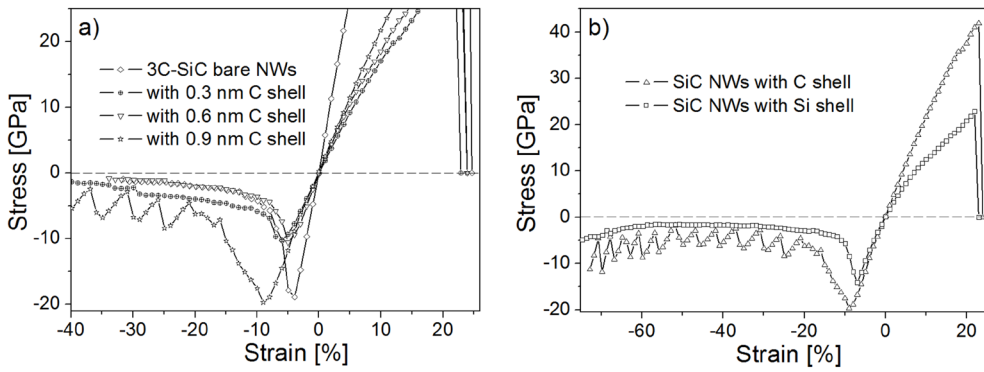 a)
3C-SiC bare NWs
with 0.3 nm C shell
with 0.6 nm C shell
with 0.9 nm C shell
Stress [GPa]
20
10
0
-10
-20
-40 -30 -20 -10 0 10 20
Strain [%]
b)
SiC NWs with C shell
SiC NWs with Si shell
Stress [GPa]
40
30
20
10
0
-10
-20
-60 -40 -20 0 20
Strain [%]